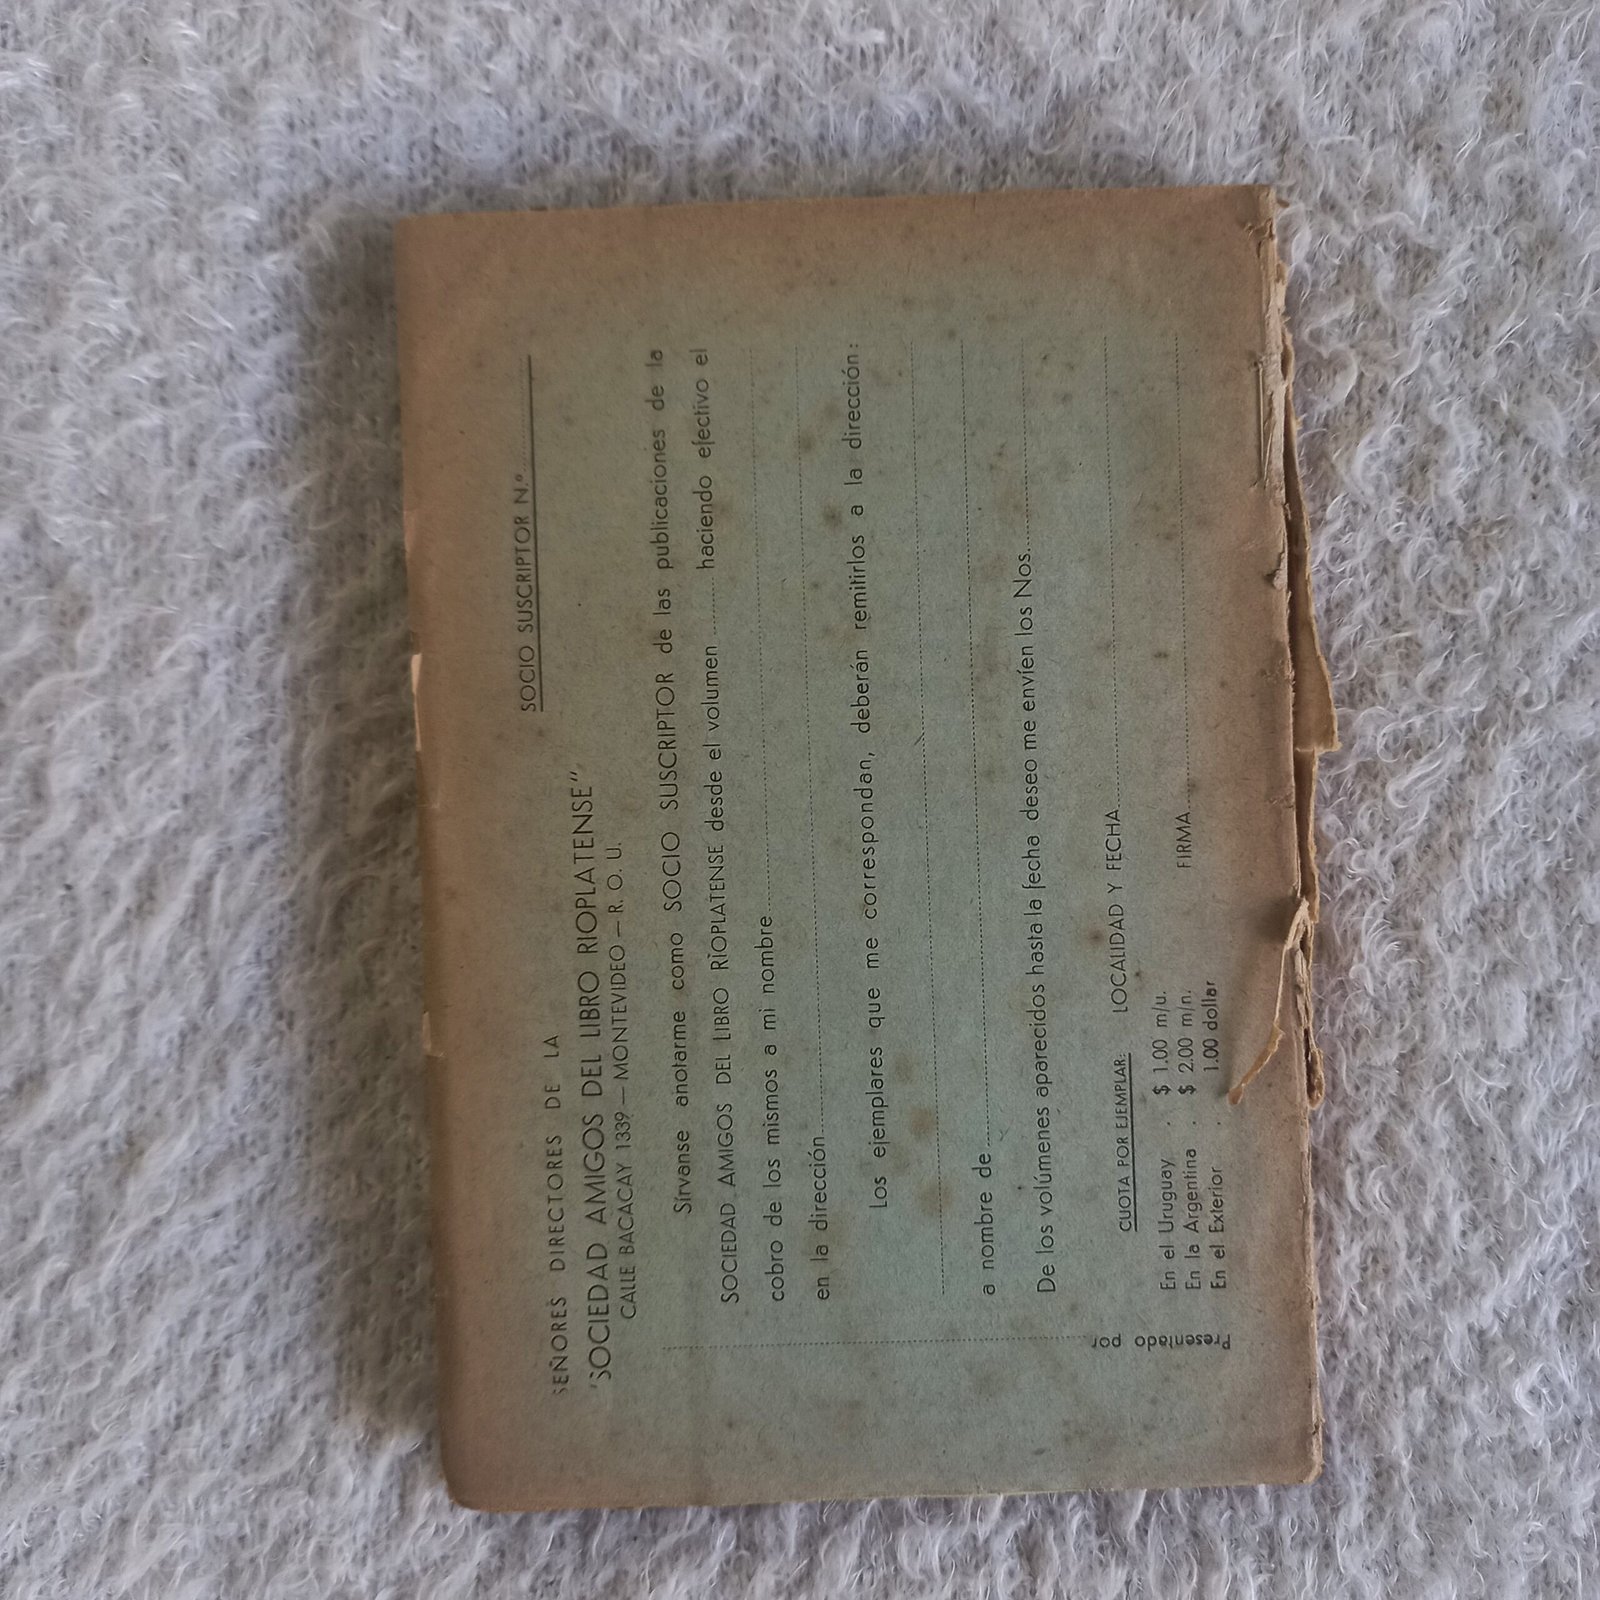 SOCIO SUSCRIPTOR N.º
SEÑORES DIRECTORES DE LA
"SOCIEDAD AMIGOS DEL LIBRO RIOPLATENSE"
CALLE BACACAY 1339 — MONTEVIDEO — R. O. U.
Sírvanse anotarme como SOCIO SUSCRIPTOR de las publicaciones de la
SOCIEDAD AMIGOS DEL LIBRO RIOPLATENSE desde el volumen ........ haciendo efectivo el
cobro de los mismos a mi nombre
en la dirección
Los ejemplares que me correspondan, deberán remitirlos a la dirección:
a nombre de
De los volúmenes aparecidos hasta la fecha deseo me envíen los Nos.
CUOTA POR EJEMPLAR: LOCALIDAD Y FECHA
En el Uruguay . $ 1.00 m/u.
En la Argentina . $ 2.00 m/n. FIRMA
En el Exterior . . 1.00 dollar
Presentado por